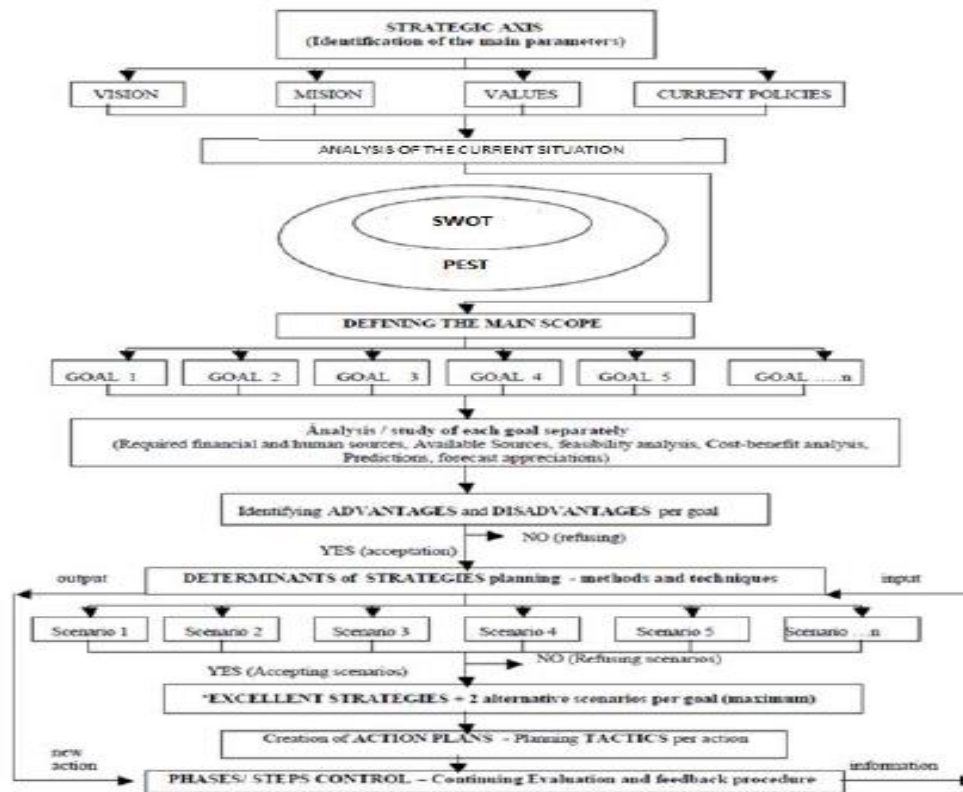 STRATEGIC AXIS
(Identification of the main parameters)
VISION
MISION
VALUES
CURRENT POLICIES
ANALYSIS OF THE CURRENT SITUATION
SWOT
PEST
DEFINING THE MAIN SCOPE
GOAL 1
GOAL 2
GOAL 3
GOAL 4
GOAL 5
GOAL .....n
Analysis / study of each goal separately
(Required financial and human sources, Available Sources, feasibility analysis, Cost-benefit analysis,
Predictions, forecast appreciations)
Identifying ADVANTAGES and DISADVANTAGES per goal
NO (refusing)
YES (acceptation)
output
DETERMINANTS of STRATEGIES planning - methods and techniques
input
Scenario 1
Scenario 2
Scenario 3
Scenario 4
Scenario 5
Scenario ...n
NO (Refusing scenarios)
YES (Accepting scenarios)
*EXCELLENT STRATEGIES + 2 alternative scenarios per goal (maximum)
Creation of ACTION PLANS - Planning TACTICS per action
new
action
PHASES/ STEPS CONTROL – Continuing Evaluation and feedback procedure
information